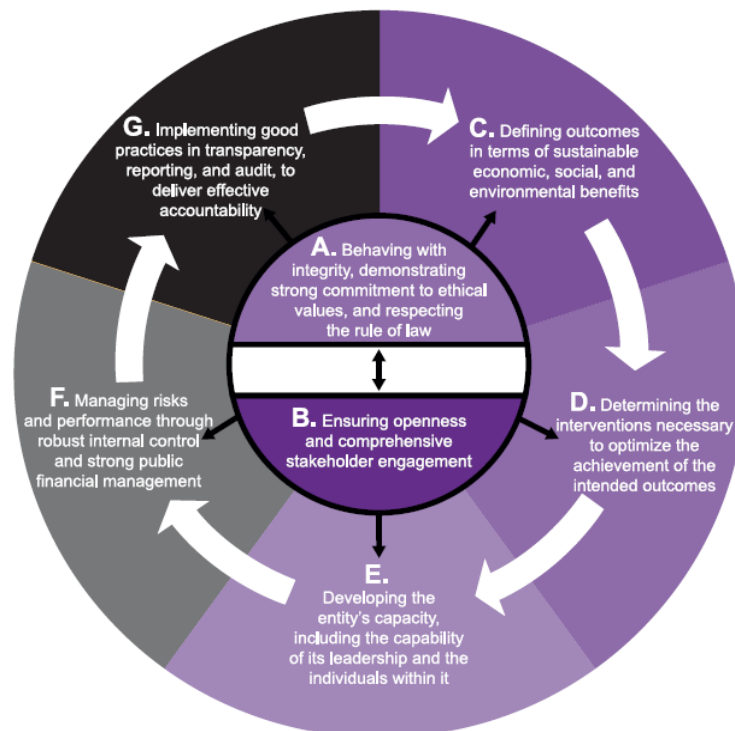 G. Implementing good
practices in transparency,
reporting, and audit, to
deliver effective
accountability
C. Defining outcomes
in terms of sustainable
economic, social, and
environmental benefits
A. Behaving with
integrity, demonstrating
strong commitment to ethical
values, and respecting
the rule of law
B. Ensuring openness
and comprehensive
stakeholder engagement
D. Determining the
interventions necessary
to optimize the
achievement of the
intended outcomes
E.
Developing the
entity's capacity,
including the capability
of its leadership and the
individuals within it
F. Managing risks
and performance through
robust internal control
and strong public
financial management